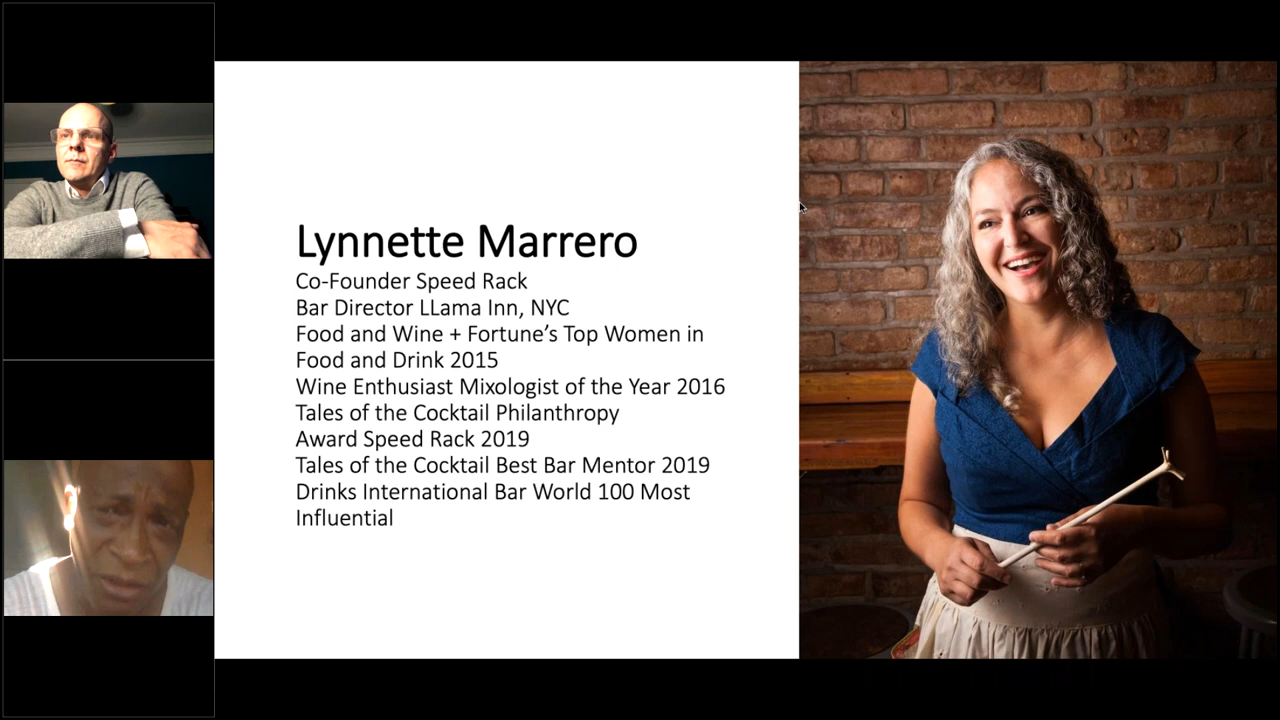 Lynnette Marrero
Co-Founder Speed Rack
Bar Director LLama Inn, NYC
Food and Wine + Fortune’s Top Women in
Food and Drink 2015
Wine Enthusiast Mixologist of the Year 2016
Tales of the Cocktail Philanthropy
Award Speed Rack 2019
Tales of the Cocktail Best Bar Mentor 2019
Drinks International Bar World 100 Most
Influential